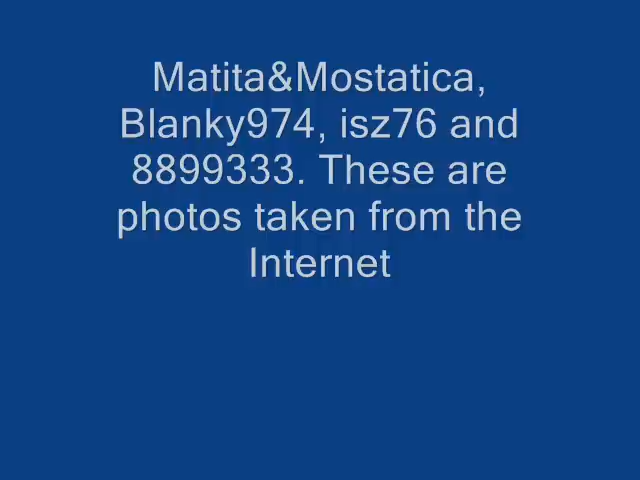 Matita&Mostatica,
Blanky974, isz76 and
8899333. These are
photos taken from the
Internet